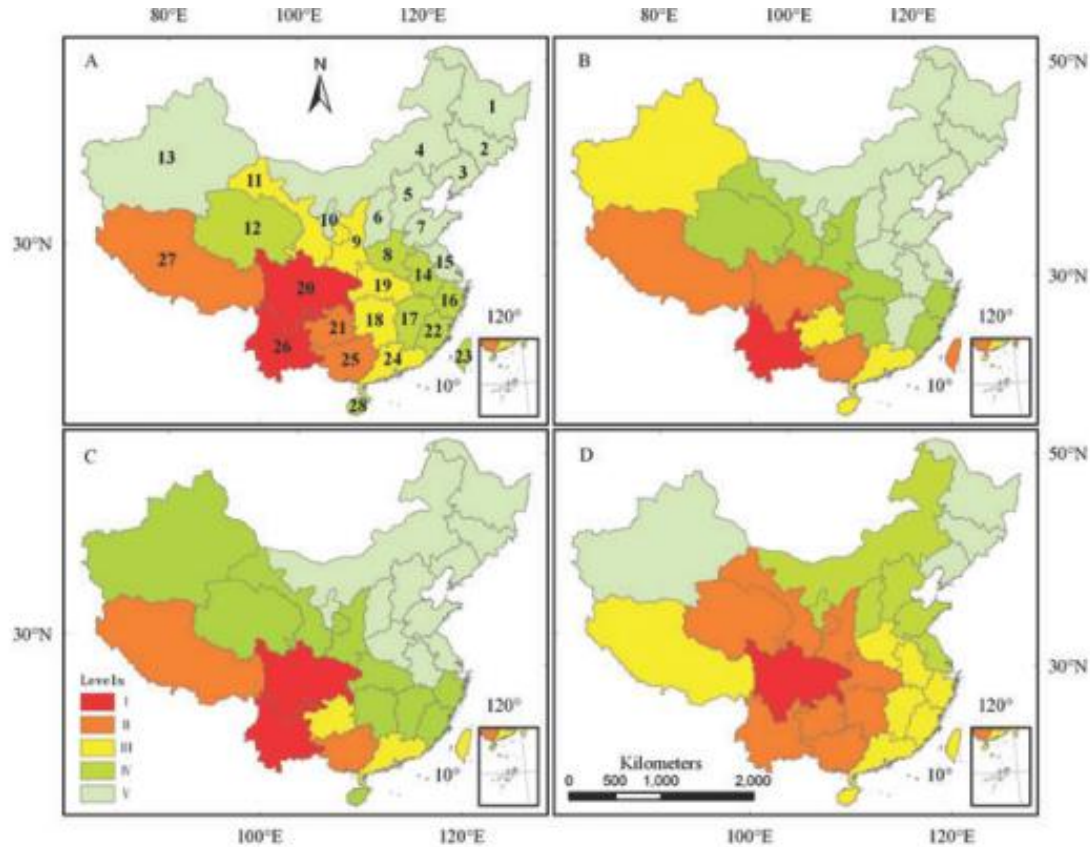 80°E 100°E 120°E 80°E 100°E 120°E
A
N
B
50°N
1
13
4
2
3
11
5
10
6
7
30°N
12
9
8
15
30°N
27
14
20
19
16
120°
120°
21
18
17
22
26
25
24
23
10°
10°
28
C
D
50°N
30°N
30°N
Levels
I
II
III
IV
V
120°
120°
10°
Kilometers
10°
0 500 1,000 2,000
100°E 120°E 100°E 120°E